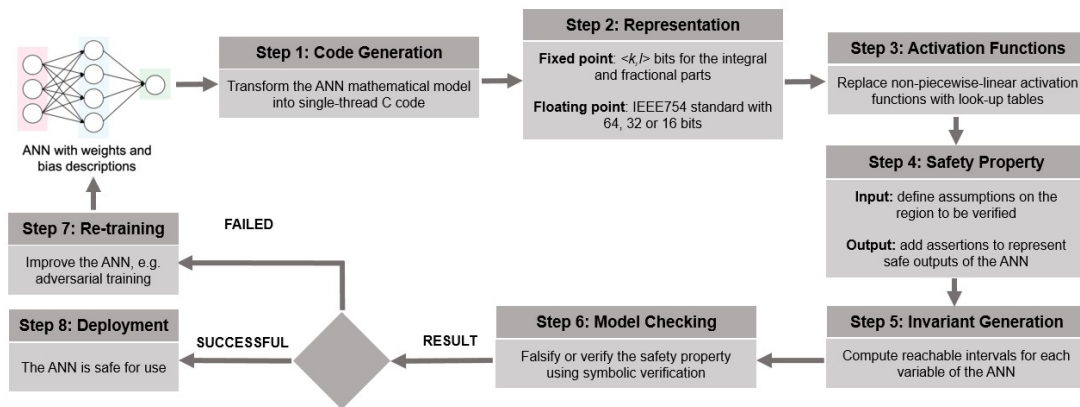 ANN with weights and
bias descriptions
Step 1: Code Generation
Transform the ANN mathematical model
into single-thread C code
Step 2: Representation
Fixed point: <k,l> bits for the integral
and fractional parts
Floating point: IEEE754 standard with
64, 32 or 16 bits
Step 3: Activation Functions
Replace non-piecewise-linear activation
functions with look-up tables
Step 4: Safety Property
Input: define assumptions on the
region to be verified
Output: add assertions to represent
safe outputs of the ANN
Step 5: Invariant Generation
Compute reachable intervals for each
variable of the ANN
Step 6: Model Checking
Falsify or verify the safety property
using symbolic verification
RESULT
FAILED
Step 7: Re-training
Improve the ANN, e.g.
adversarial training
SUCCESSFUL
Step 8: Deployment
The ANN is safe for use